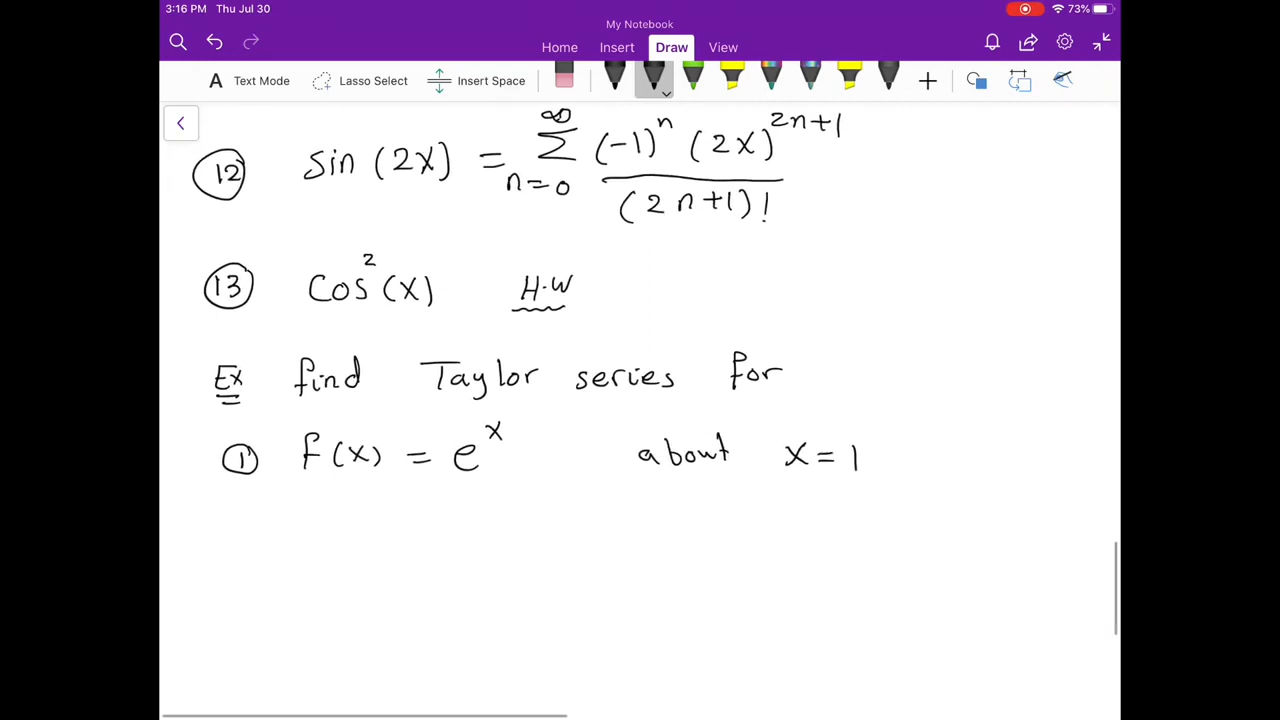 3:16 PM Thu Jul 30
73%
My Notebook
Home Insert Draw View
A Text Mode Lasso Select Insert Space
(12) sin (2x) = ∑_{n=0}^{∞} (-1)^n (2x)^{2n+1} / (2n+1)!
(13) Cos²(x) H.W
Ex find Taylor series for
(1) f(x) = e^x about x = 1